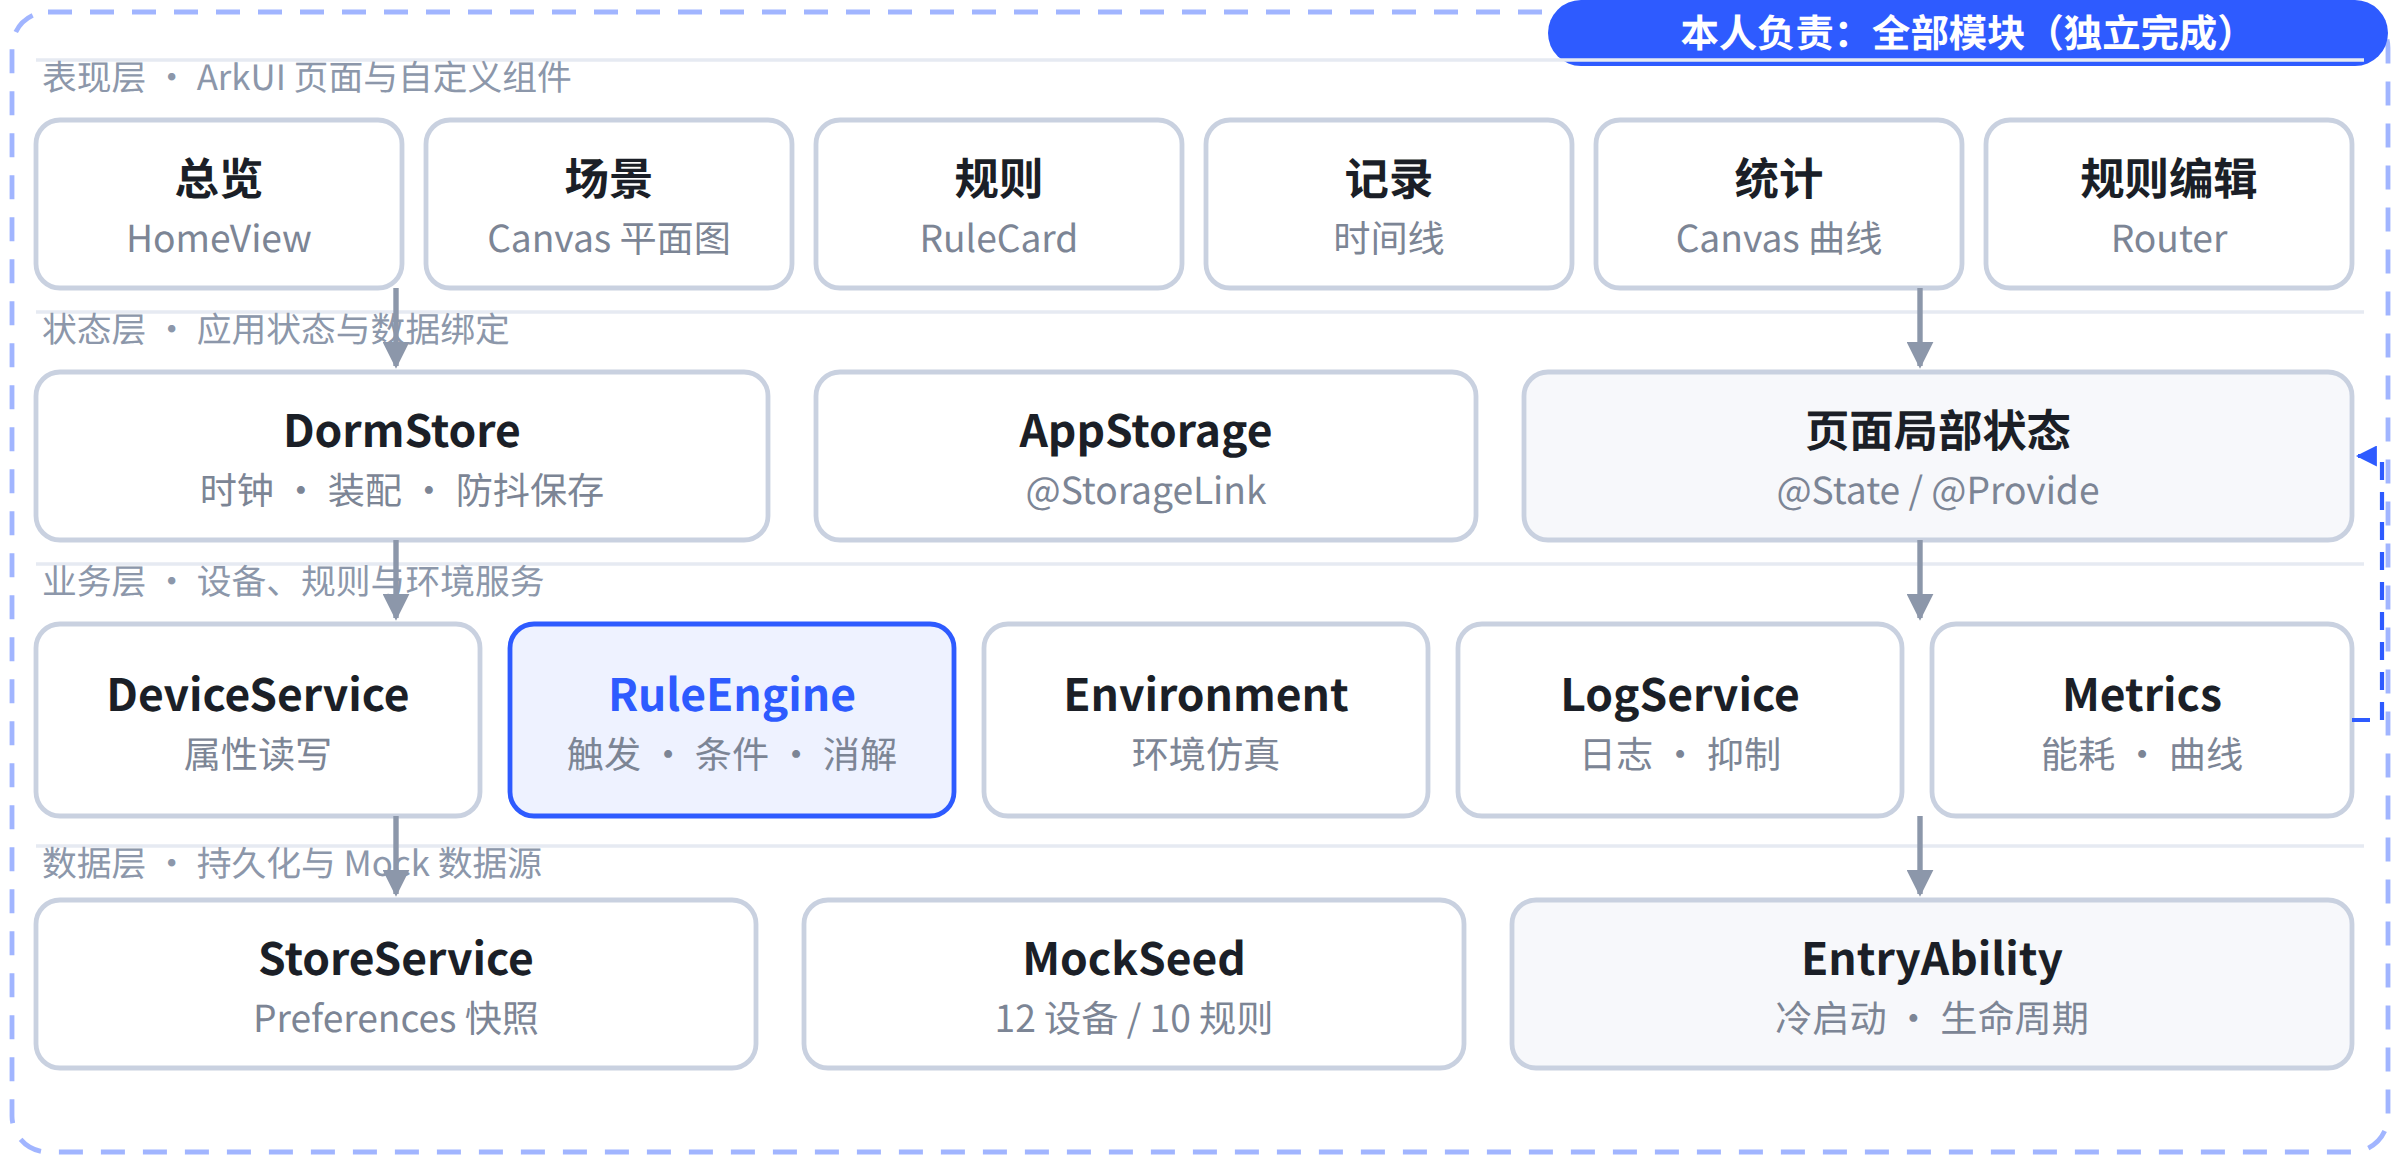 本人负责：全部模块（独立完成）
表现层 · ArkUI 页面与自定义组件
总览
HomeView
场景
Canvas 平面图
规则
RuleCard
记录
时间线
统计
Canvas 曲线
规则编辑
Router
状态层 · 应用状态与数据绑定
DormStore
时钟 · 装配 · 防抖保存
AppStorage
@StorageLink
页面局部状态
@State / @Provide
业务层 · 设备、规则与环境服务
DeviceService
属性读写
RuleEngine
触发 · 条件 · 消解
Environment
环境仿真
LogService
日志 · 抑制
Metrics
能耗 · 曲线
数据层 · 持久化与 Mock 数据源
StoreService
Preferences 快照
MockSeed
12 设备 / 10 规则
EntryAbility
冷启动 · 生命周期